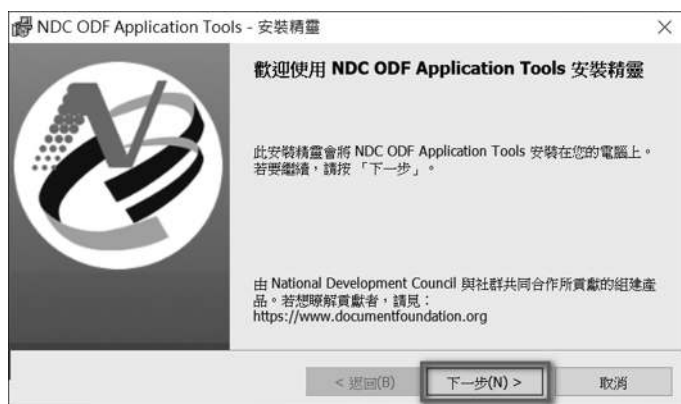 NDC ODF Application Tools - 安裝精靈
歡迎使用 NDC ODF Application Tools 安裝精靈
此安裝精靈會將 NDC ODF Application Tools 安裝在您的電腦上。
若要繼續，請按「下一步」。
由 National Development Council 與社群共同合作所貢獻的組建產
品。若想瞭解貢獻者，請見：
https://www.documentfoundation.org
< 返回(B)
下一步(N) >
取消